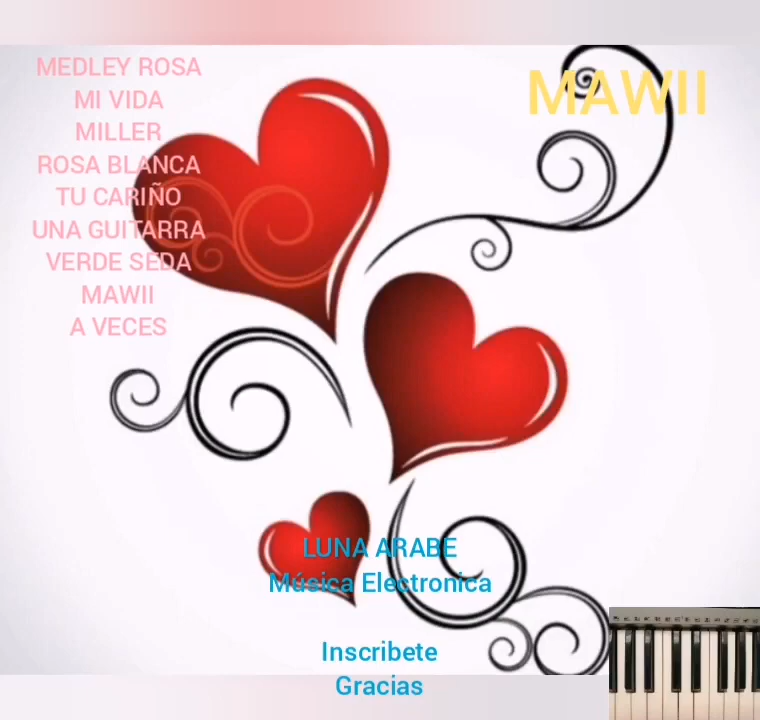 MEDLEY ROSA
MI VIDA
MILLER
ROSA BLANCA
TU CARIÑO
UNA GUITARRA
VERDE SEDA
MAWII
A VECES
MAWII
LUNA ARABE
Música Electronica
Inscribete
Gracias